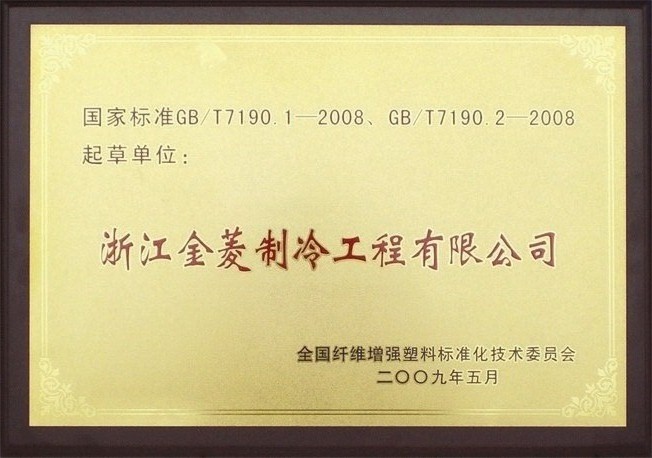 国家标准GB/T7190.1—2008、GB/T7190.2—2008
起草单位：
浙江金菱制冷工程有限公司
全国纤维增强塑料标准化技术委员会
二〇〇九年五月